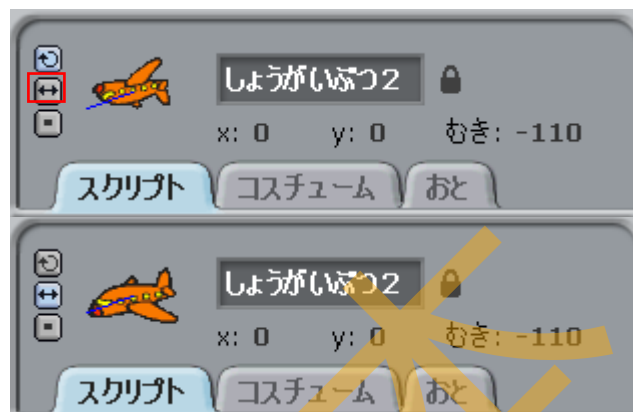 しょうがいぶつ2
x: 0 y: 0 むき: -110
スクリプト コスチューム おと
しょうがいぶつ2
x: 0 y: 0 むき: -110
スクリプト コスチューム おと